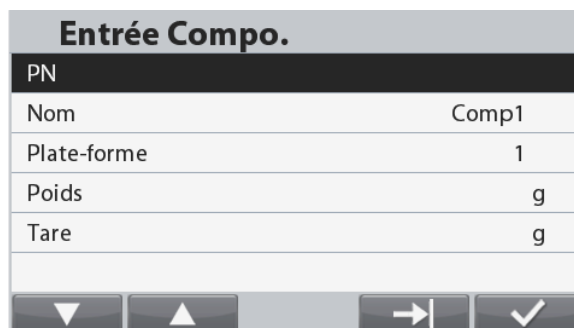 Entrée Compo.
PN
Nom Comp1
Plate-forme 1
Poids g
Tare g